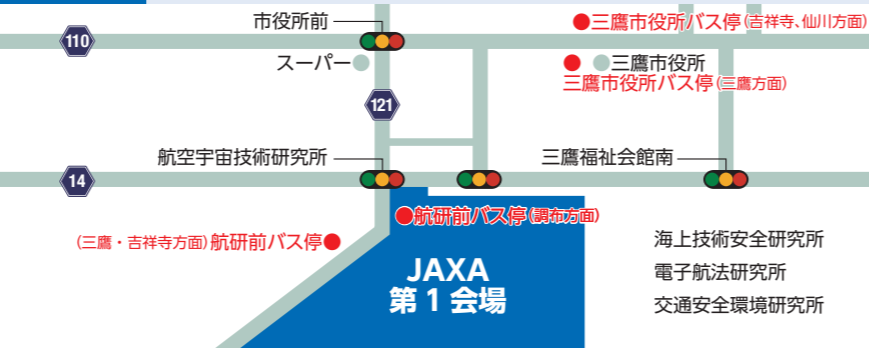 市役所前
●三鷹市役所バス停(吉祥寺、仙川方面)
110
スーパー
三鷹市役所
三鷹市役所バス停(三鷹方面)
121
航空宇宙技術研究所
三鷹福祉会館南
14
●航研前バス停(調布方面)
(三鷹・吉祥寺方面)航研前バス停●
海上技術安全研究所
JAXA
電子航法研究所
第1会場
交通安全環境研究所